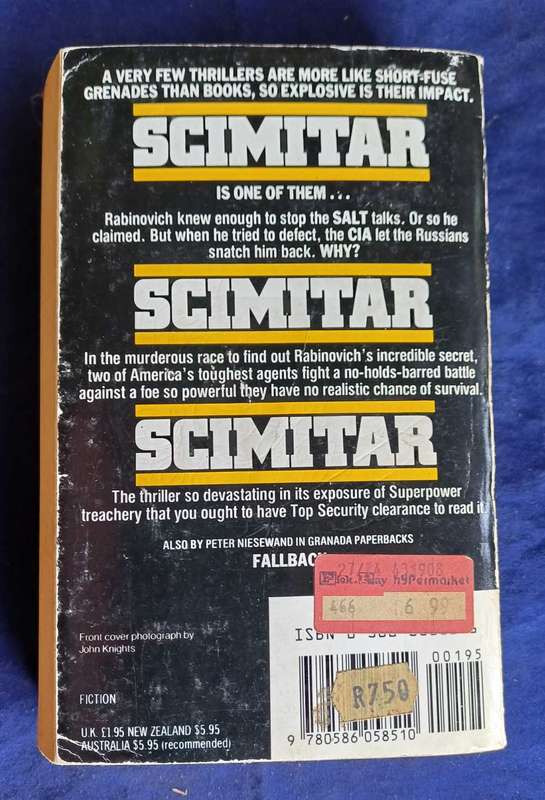 A VERY FEW THRILLERS ARE MORE LIKE SHORT-FUSE
GRENADES THAN BOOKS, SO EXPLOSIVE IS THEIR IMPACT.
SCIMITAR
IS ONE OF THEM...
Rabinovich knew enough to stop the SALT talks. Or so he
claimed. But when he tried to defect, the CIA let the Russians
snatch him back. WHY?
SCIMITAR
In the murderous race to find out Rabinovich's incredible secret,
two of America's toughest agents fight a no-holds-barred battle
against a foe so powerful they have no realistic chance of survival.
SCIMITAR
The thriller so devastating in its exposure of Superpower
treachery that you ought to have Top Security clearance to read it
ALSO BY PETER NIESEWAND IN GRANADA PAPERBACKS
FALLBACK
hypermarket
466 6 99
ISBN 0
Front cover photograph by
John Knights
00195
R750
FICTION
U.K. £1.95 NEW ZEALAND $5.95
AUSTRALIA $5.95 (recommended)
9 780586 058510